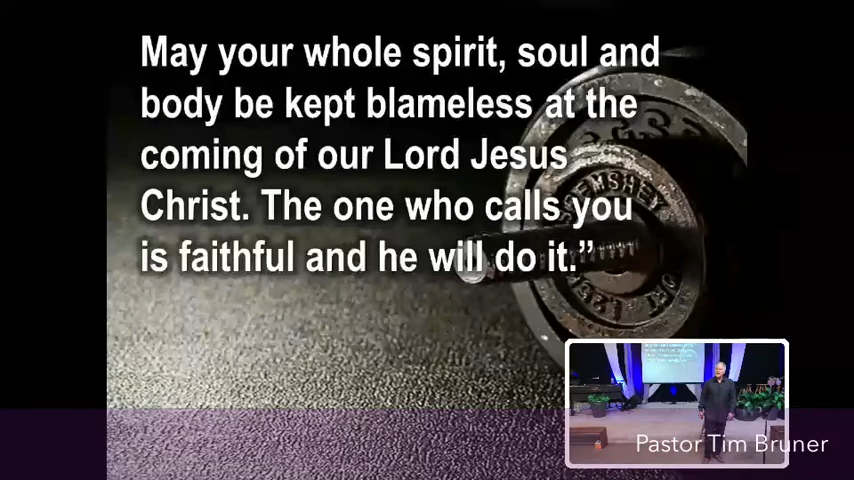 May your whole spirit, soul and
body be kept blameless at the
coming of our Lord Jesus
Christ. The one who calls you
is faithful and he will do it.”
Pastor Tim Bruner